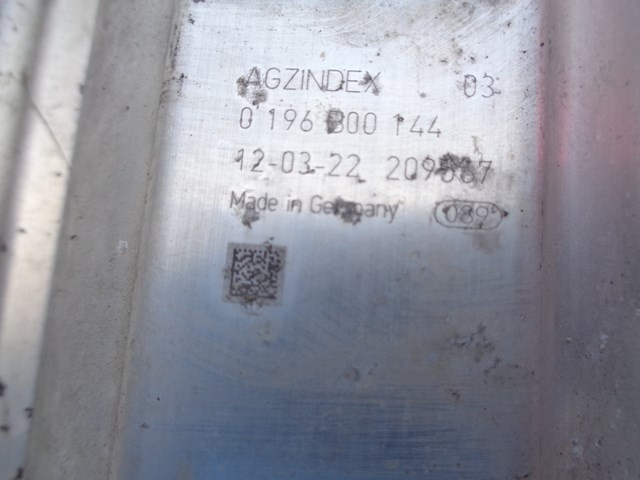 AGZINDEX 03
0 196 B00 144
12-03-22
Made in Germany 089